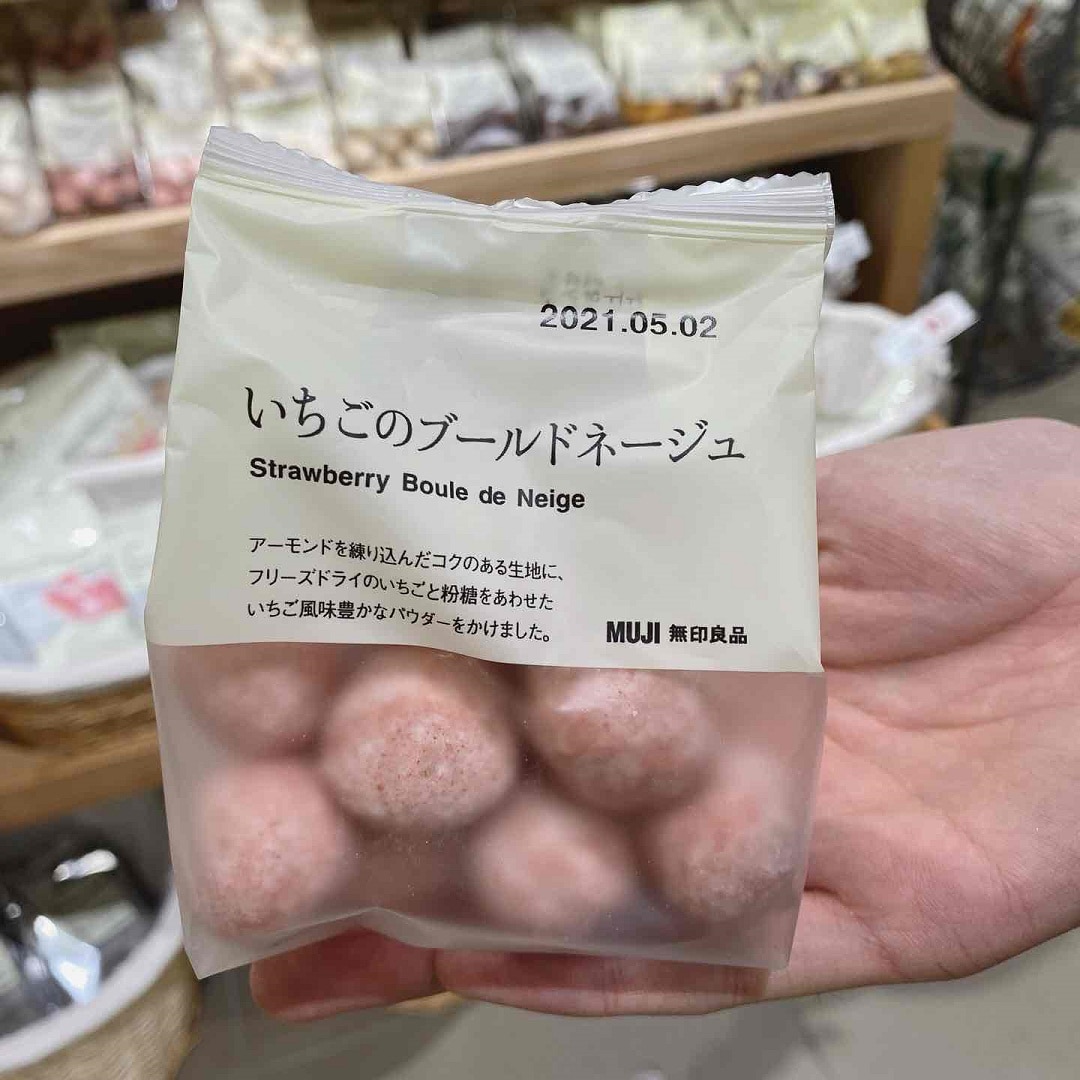 2021.05.02
いちごのブールドネージュ
Strawberry Boule de Neige
アーモンドを練り込んだコクのある生地に、
フリーズドライのいちごと粉糖をあわせた
いちご風味豊かなパウダーをかけました。
MUJI 無印良品